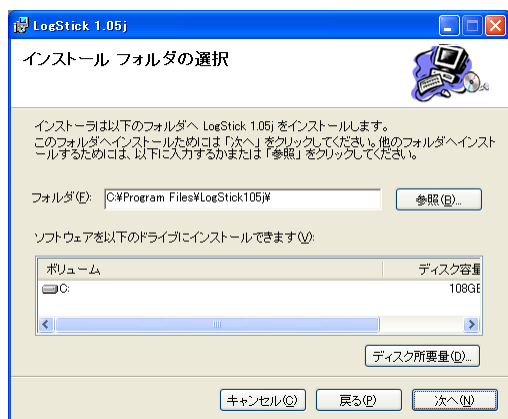 LogStick 1.05j
インストール フォルダの選択
インストーラは以下のフォルダへ LogStick 1.05j をインストールします。
このフォルダへインストールためには「次へ」をクリックしてください。他のフォルダへインスト
ールするためには、以下に入力するかまたは「参照」をクリックしてください。
フォルダ(F): C:¥Program Files¥LogStick105j¥ 参照(R)...
ソフトウェアを以下のドライブにインストールできます(V):
ボリューム ディスク容量
C: 108GE
ディスク所要量(D)...
キャンセル(C) 戻る(P) 次へ(N)